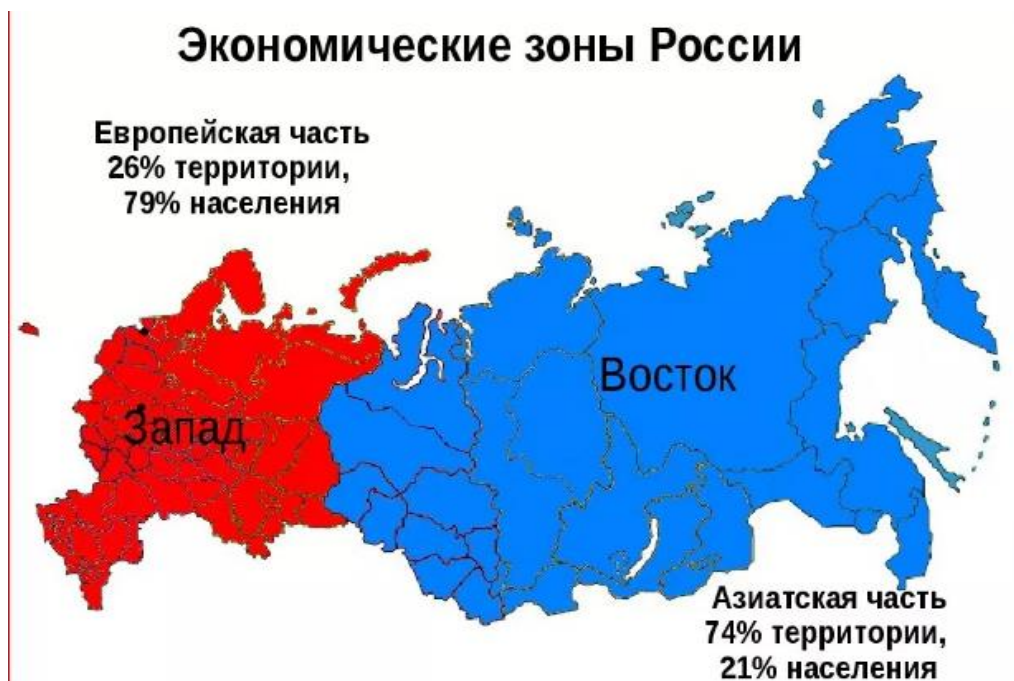 Экономические зоны России
Европейская часть
26% территории,
79% населения
Восток
Запад
Азиатская часть
74% территории,
21% населения